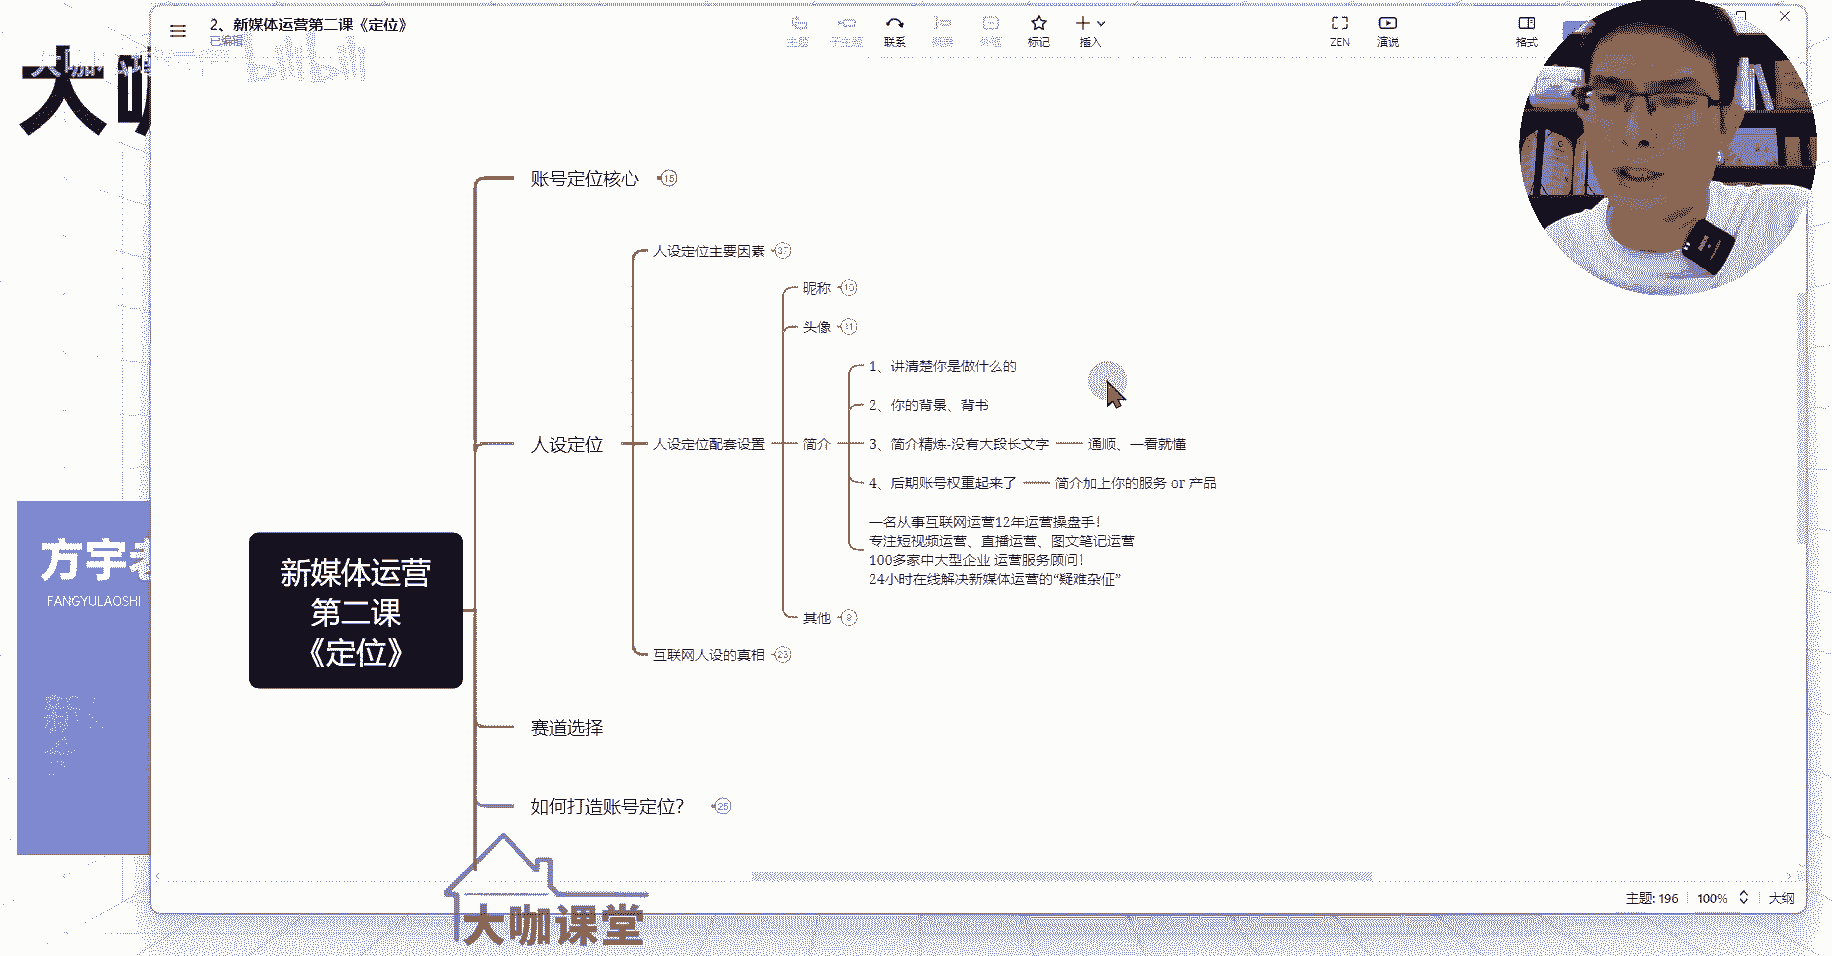 2、新媒体运营第二课《定位》
已编辑
主题
子主题
联系
概要
外框
标记
插入
ZEN
演说
格式
大咖
账号定位核心
15
人设定位主要因素
37
昵称
头像
1、讲清楚你是做什么的
2、你的背景、背书
人设定位
人设定位配套设置
简介
3、简介精炼-没有大段长文字
通顺、一看就懂
4、后期账号权重起来了
简介加上你的服务 or 产品
一名从事互联网运营12年运营操盘手！
专注短视频运营、直播运营、图文笔记运营
100多家中大型企业 运营服务顾问！
24小时在线解决新媒体运营的“疑难杂症”
方宇老
FANGYULAOSHI
新媒体运营
第二课
《定位》
其他
互联网人设的真相
23
赛道选择
如何打造账号定位？
25
主题: 196
100%
大纲
大咖课堂